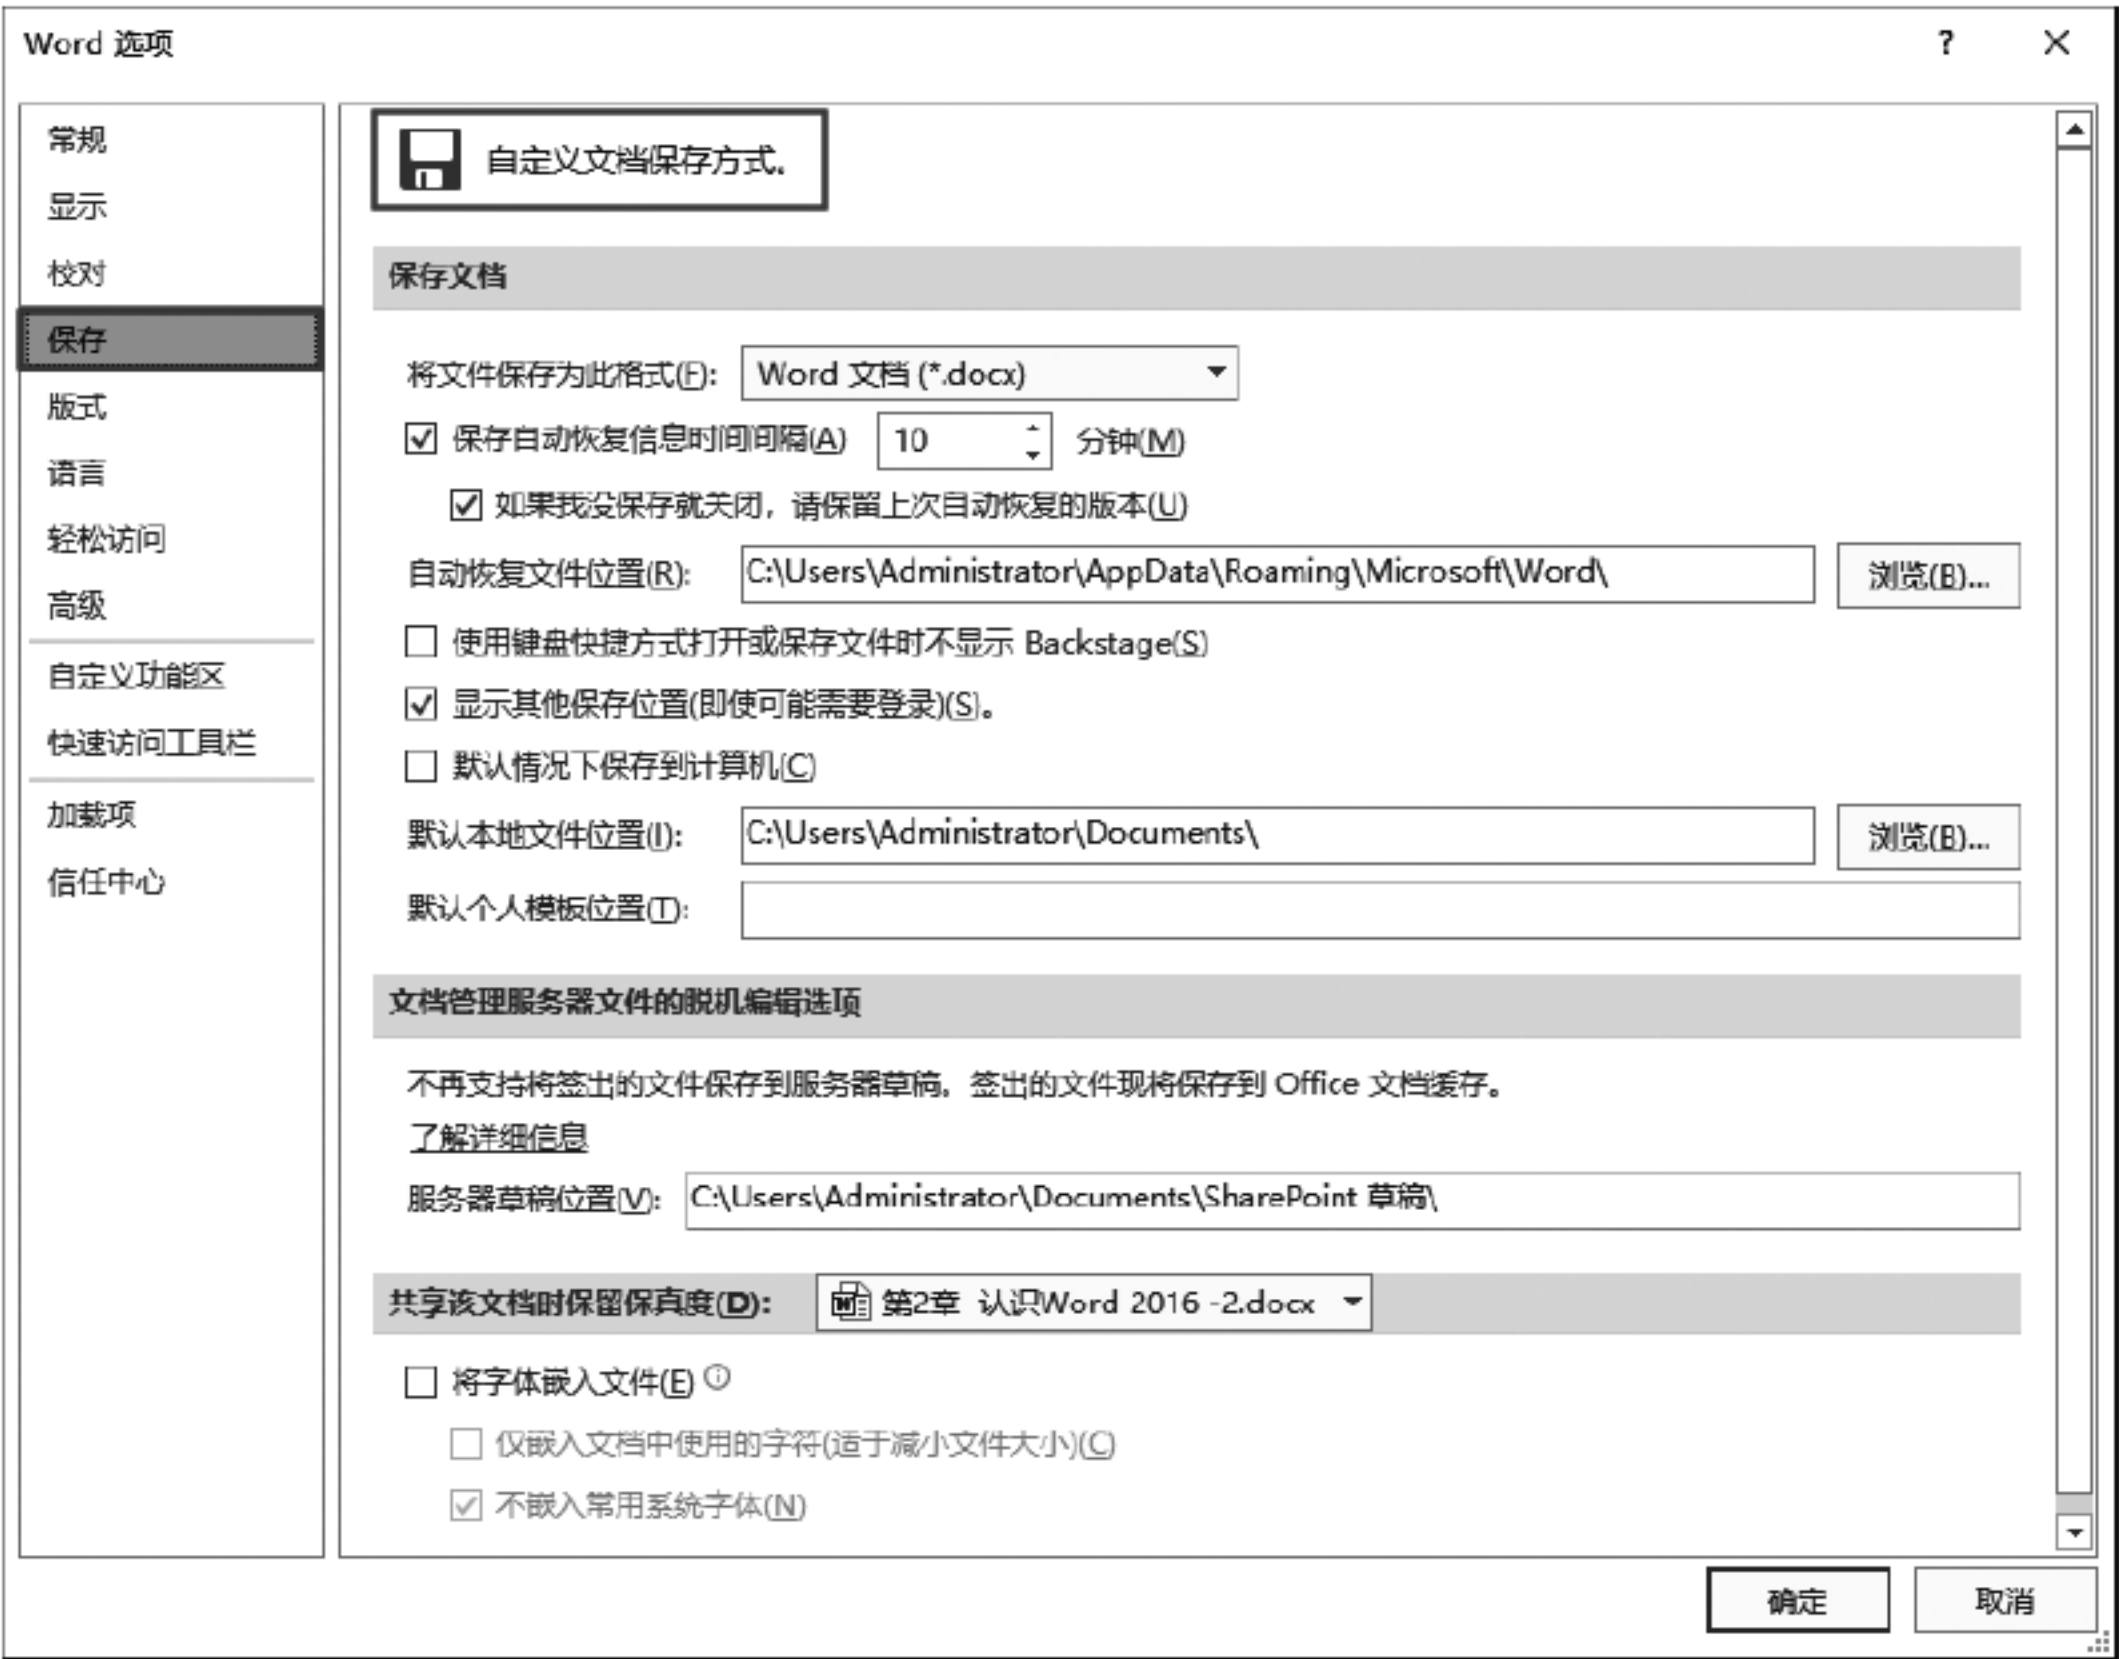 Word 选项
?
常规
显示
校对
保存
版式
语言
轻松访问
高级
自定义功能区
快速访问工具栏
加载项
信任中心
自定义文档保存方式。
保存文档
将文件保存为此格式(F): Word 文档 (*.docx)
保存自动恢复信息时间间隔(A) 10 分钟(M)
如果我没保存就关闭，请保留上次自动恢复的版本(U)
自动恢复文件位置(R): C:\Users\Administrator\AppData\Roaming\Microsoft\Word\ 浏览(B)...
使用键盘快捷方式打开或保存文件时不显示 Backstage(S)
显示其他保存位置(即使可能需要登录)(S)。
默认情况下保存到计算机(C)
默认本地文件位置(I): C:\Users\Administrator\Documents\ 浏览(B)...
默认个人模板位置(T):
文档管理服务器文件的脱机编辑选项
不再支持将签出的文件保存到服务器草稿。签出的文件现将保存到 Office 文档缓存。
了解详细信息
服务器草稿位置(V): C:\Users\Administrator\Documents\SharePoint 草稿\
共享该文档时保留保真度(D): 第2章 认识Word 2016 -2.docx
将字体嵌入文件(E)
仅嵌入文档中使用的字符(适于减小文件大小)(C)
不嵌入常用系统字体(N)
确定 取消